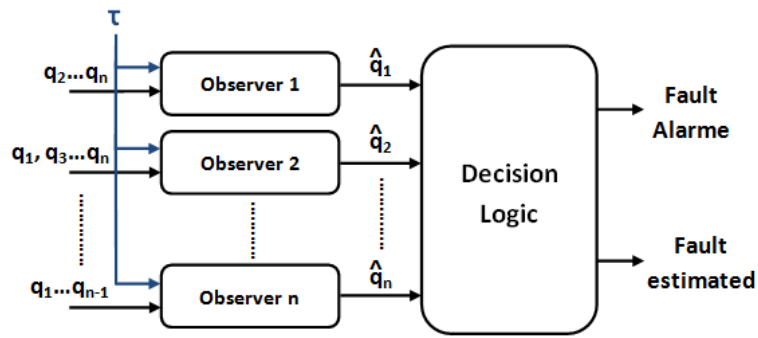 τ
q₂...qₙ
Observer 1
q̂₁
Fault
Alarme
q₁, q₃...qₙ
Observer 2
q̂₂
Decision
Logic
q₁...qₙ₋₁
Observer n
q̂ₙ
Fault
estimated